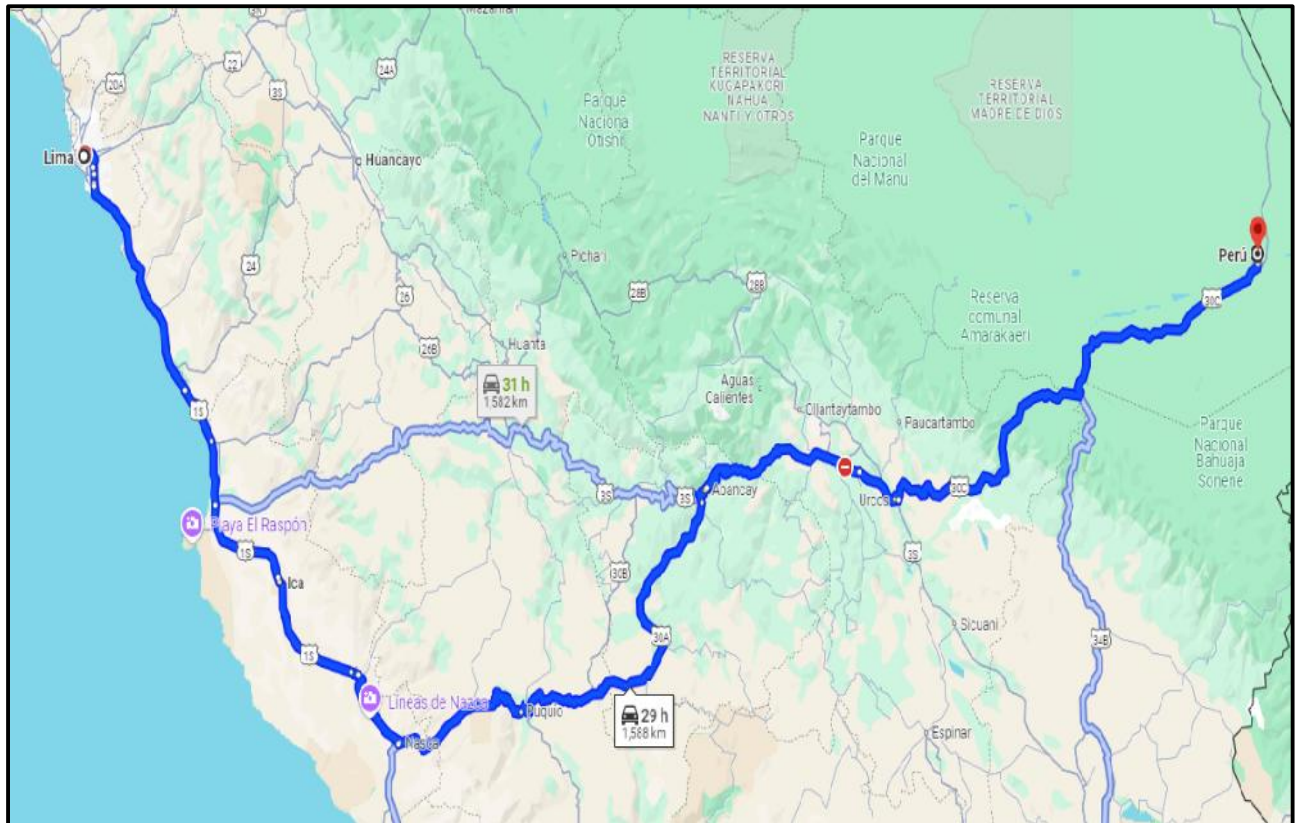 20A
22
3S
24A
RESERVA
TERRITORIAL
KUGAPAKORI
NAHUA
NANTI Y OTROS
RESERVA
TERRITORIAL
MADRE DE DIOS
Parque
Naciona
Otishi
Parque
Nacional
del Manu
Lima
Huancayo
Pichari
Perú
24
26
28B
28B
Reserva
comunal
Amarakaeri
30C
26B
Huanta
31 h
1 582 km
Aguas
Calientes
Ollantaytambo
Paucartambo
1S
Parque
Nacional
Bahuaja
Sonene
3S
3S
Abancay
Urcos
30C
Playa El Raspón
1S
Ica
30B
3S
Sicuani
30A
34B
1S
Líneas de Nazca
Puquio
29 h
1,588 km
Nasca
Espinar